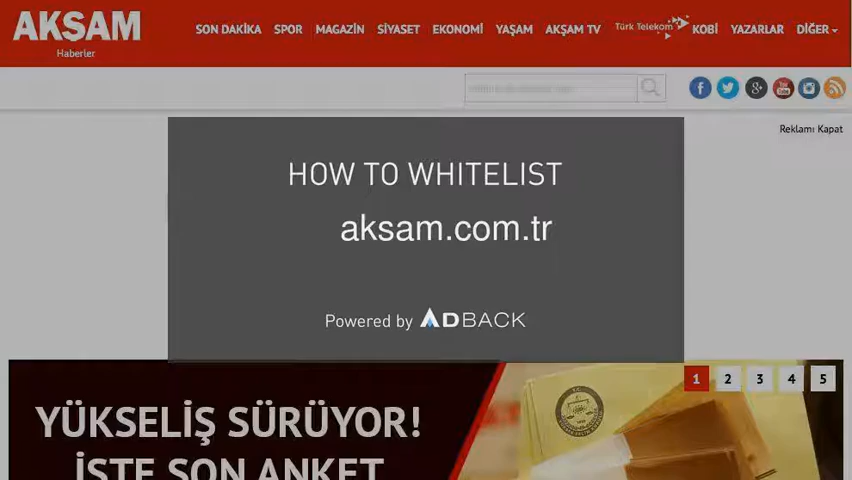 AKŞAM
Haberler
SON DAKİKA SPOR MAGAZİN SİYASET EKONOMİ YAŞAM AKŞAM TV Türk Telekom KOBİ YAZARLAR DİĞER
Reklamı Kapat
HOW TO WHITELIST
aksam.com.tr
Powered by ADBACK
1 2 3 4 5
YÜKSELİŞ SÜRÜYOR!
İŞTE SON ANKET